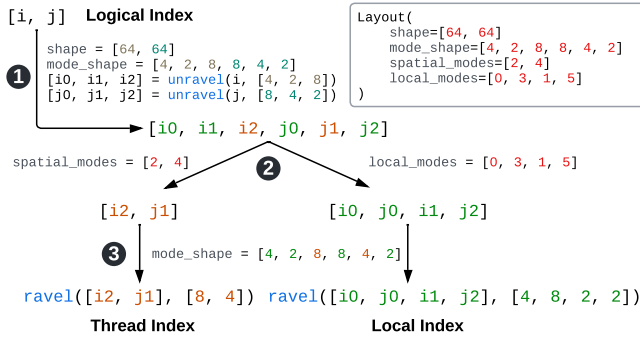 [i, j] Logical Index
shape = [64, 64]
mode_shape = [4, 2, 8, 8, 4, 2]
[i0, i1, i2] = unravel(i, [4, 2, 8])
[j0, j1, j2] = unravel(j, [8, 4, 2])
1
Layout(
shape=[64, 64]
mode_shape=[4, 2, 8, 8, 4, 2]
spatial_modes=[2, 4]
local_modes=[0, 3, 1, 5]
)
[i0, i1, i2, j0, j1, j2]
spatial_modes = [2, 4]
2
local_modes = [0, 3, 1, 5]
[i2, j1]
[i0, j0, i1, j2]
3
mode_shape = [4, 2, 8, 8, 4, 2]
ravel([i2, j1], [8, 4])
ravel([i0, j0, i1, j2], [4, 8, 2, 2])
Thread Index
Local Index